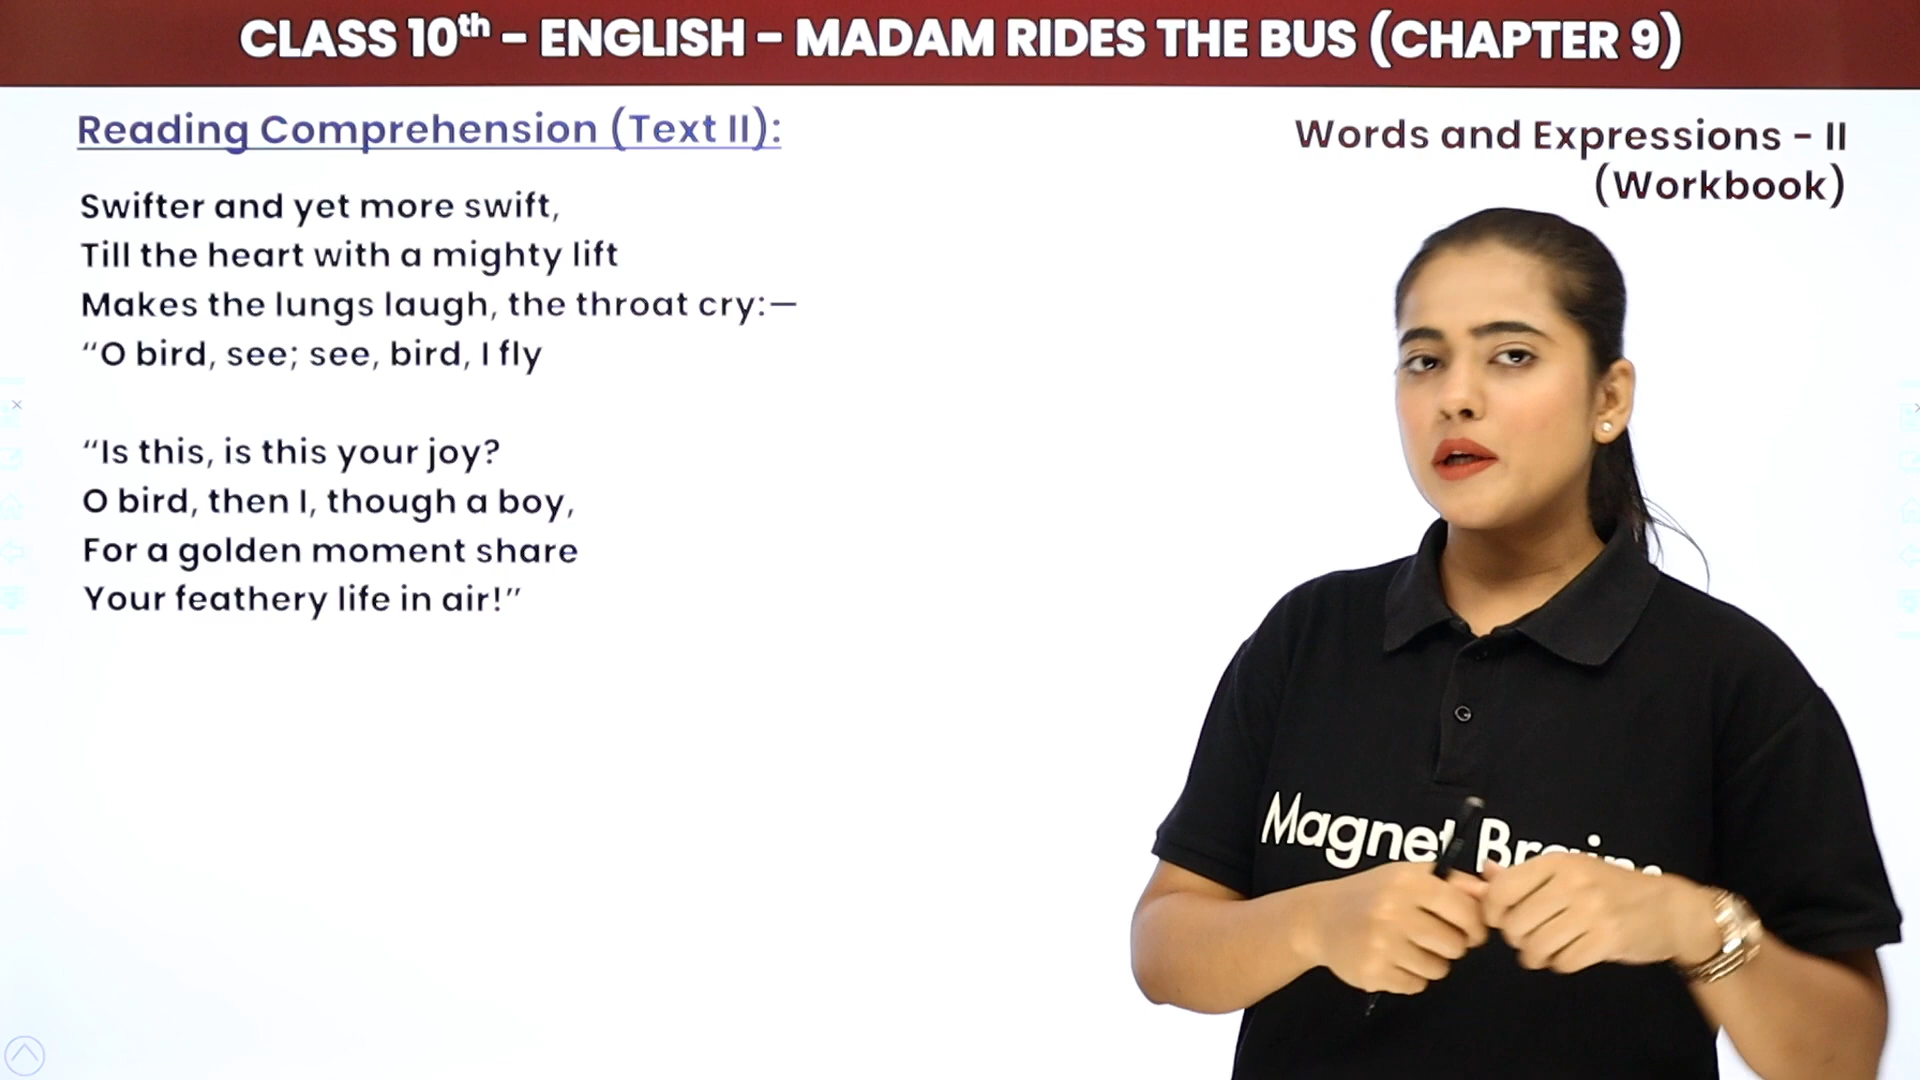 CLASS 10th - ENGLISH - MADAM RIDES THE BUS (CHAPTER 9)
Reading Comprehension (Text II):
Words and Expressions - II
(Workbook)
Swifter and yet more swift,
Till the heart with a mighty lift
Makes the lungs laugh, the throat cry:—
“O bird, see; see, bird, I fly
“Is this, is this your joy?
O bird, then I, though a boy,
For a golden moment share
Your feathery life in air!”
Magnet